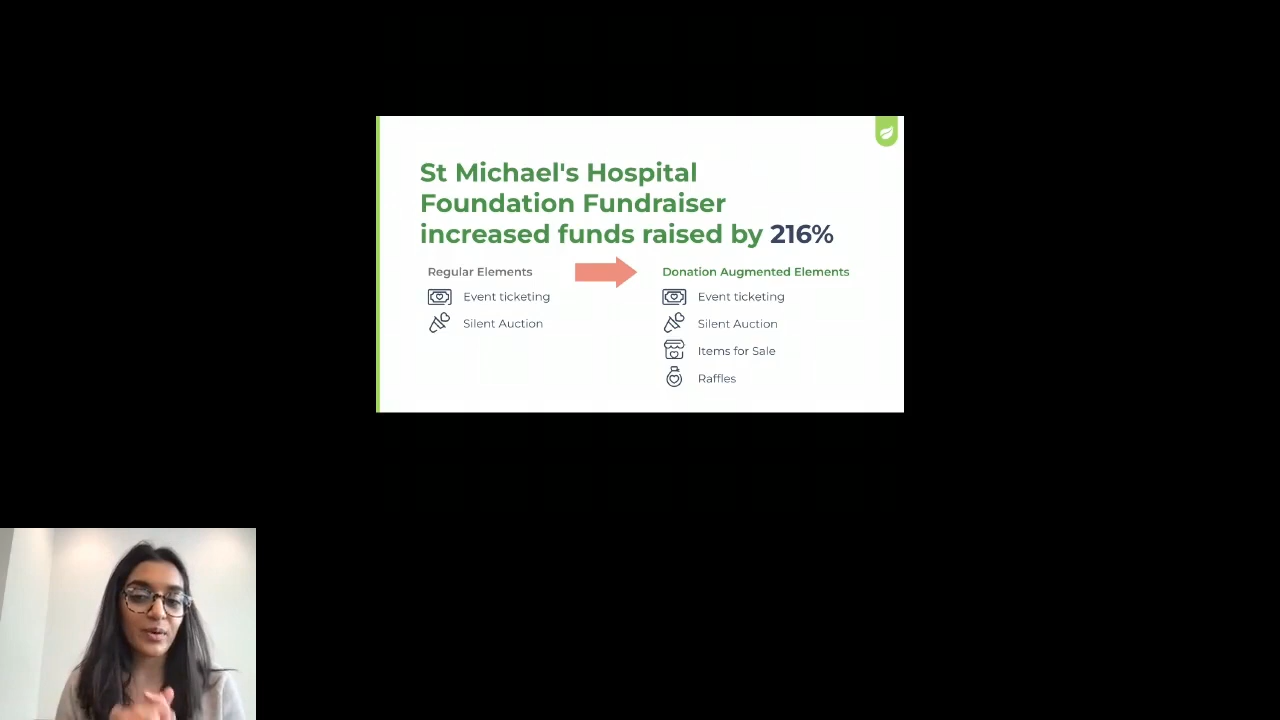 St Michael's Hospital
Foundation Fundraiser
increased funds raised by 216%
Regular Elements
Event ticketing
Silent Auction
Donation Augmented Elements
Event ticketing
Silent Auction
Items for Sale
Raffles